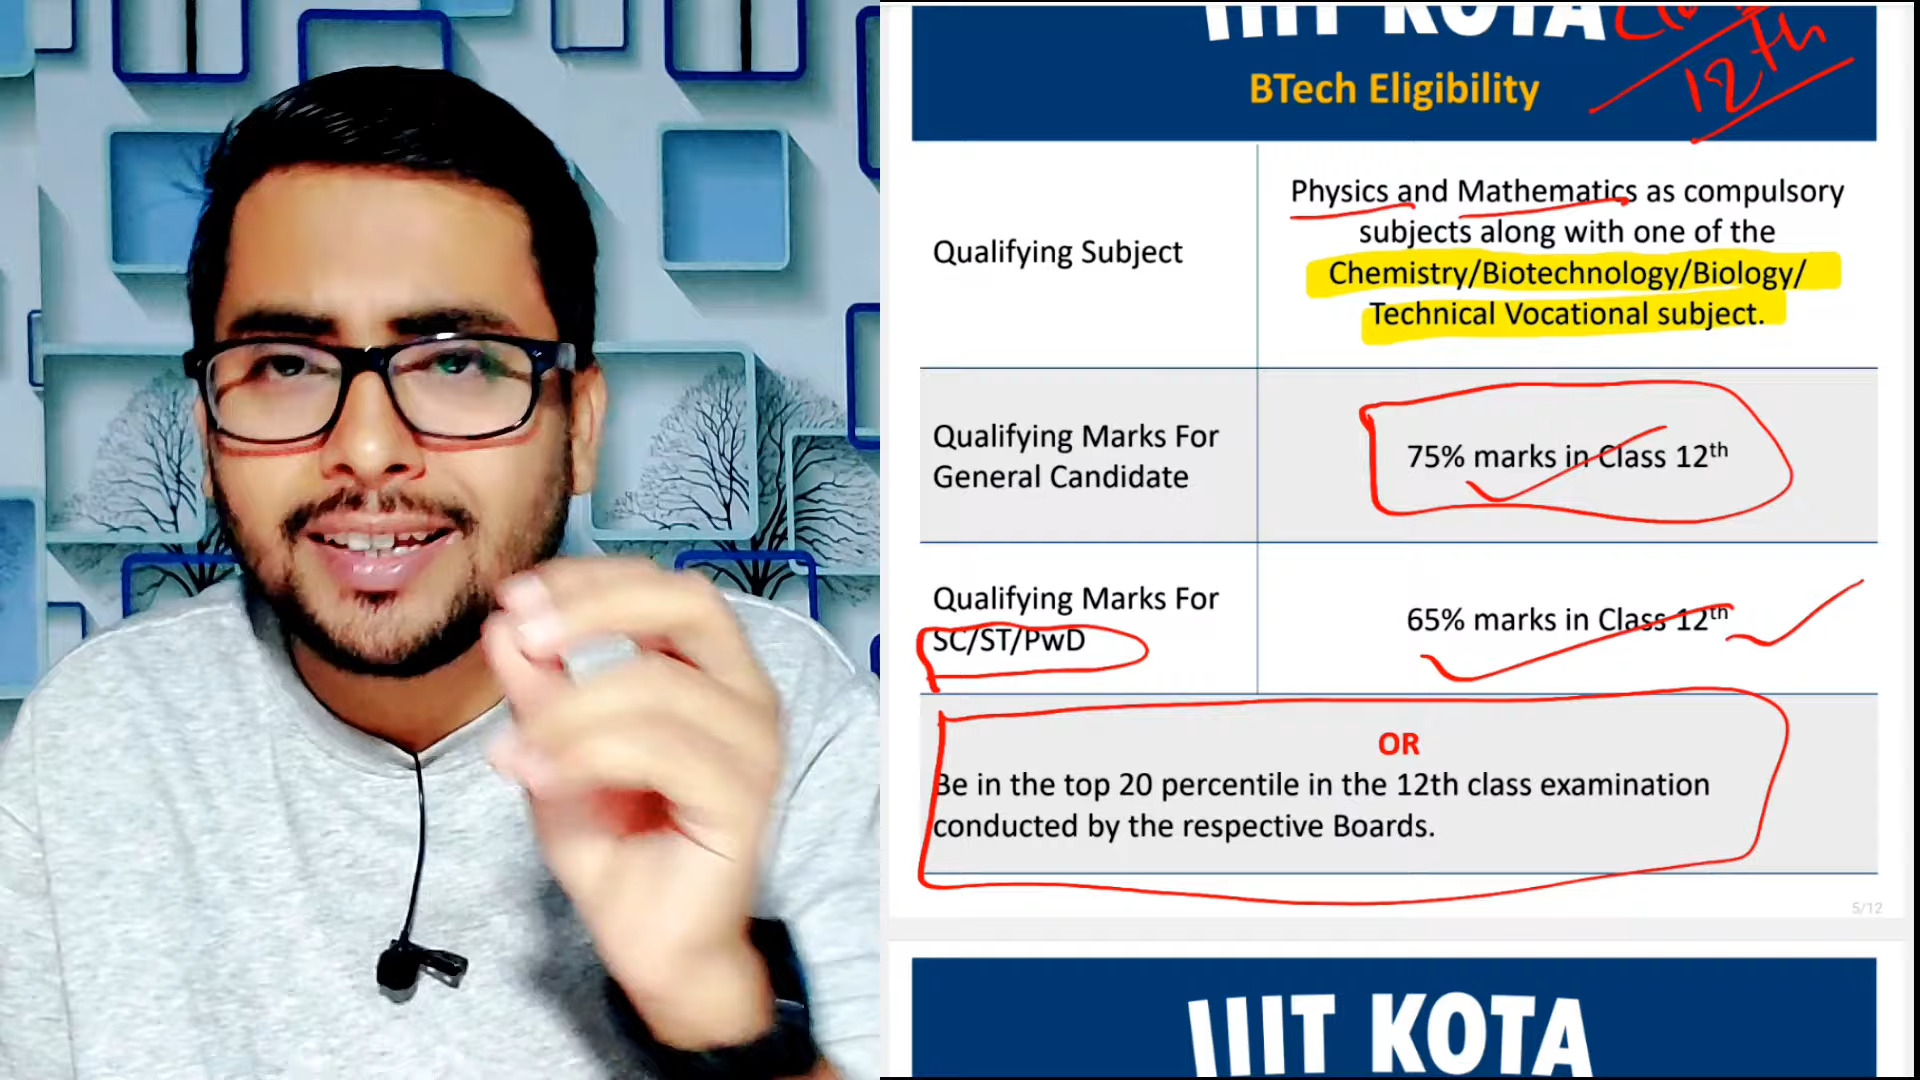 IIIT KOTA
12th
BTech Eligibility
Qualifying Subject
Physics and Mathematics as compulsory
subjects along with one of the
Chemistry/Biotechnology/Biology/
Technical Vocational subject.
Qualifying Marks For
General Candidate
75% marks in Class 12th
Qualifying Marks For
SC/ST/PwD
65% marks in Class 12th
OR
Be in the top 20 percentile in the 12th class examination
conducted by the respective Boards.
5/12
IIIT KOTA